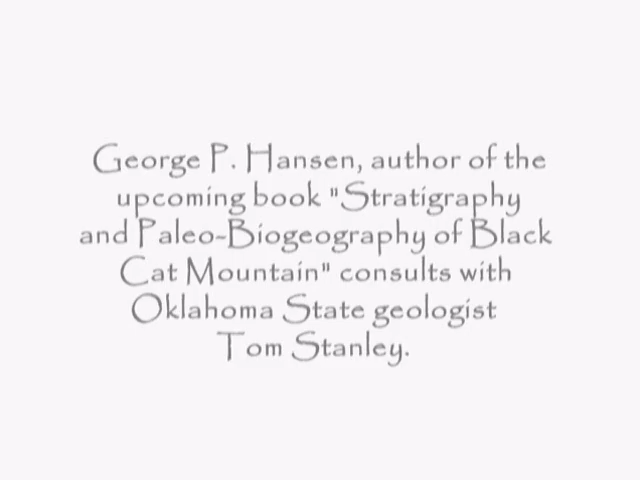 George P. Hansen, author of the
upcoming book "Stratigraphy
and Paleo-Biogeography of Black
Cat Mountain" consults with
Oklahoma State geologist
Tom Stanley.